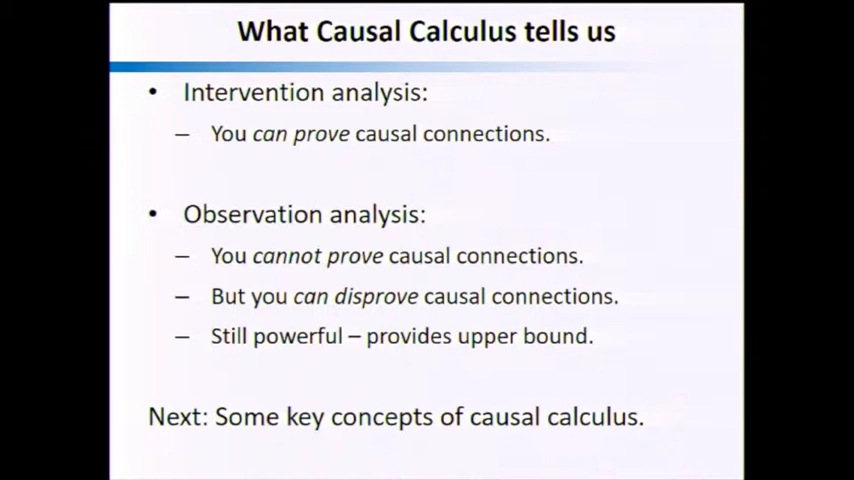 What Causal Calculus tells us
• Intervention analysis:
– You can prove causal connections.
• Observation analysis:
– You cannot prove causal connections.
– But you can disprove causal connections.
– Still powerful – provides upper bound.
Next: Some key concepts of causal calculus.